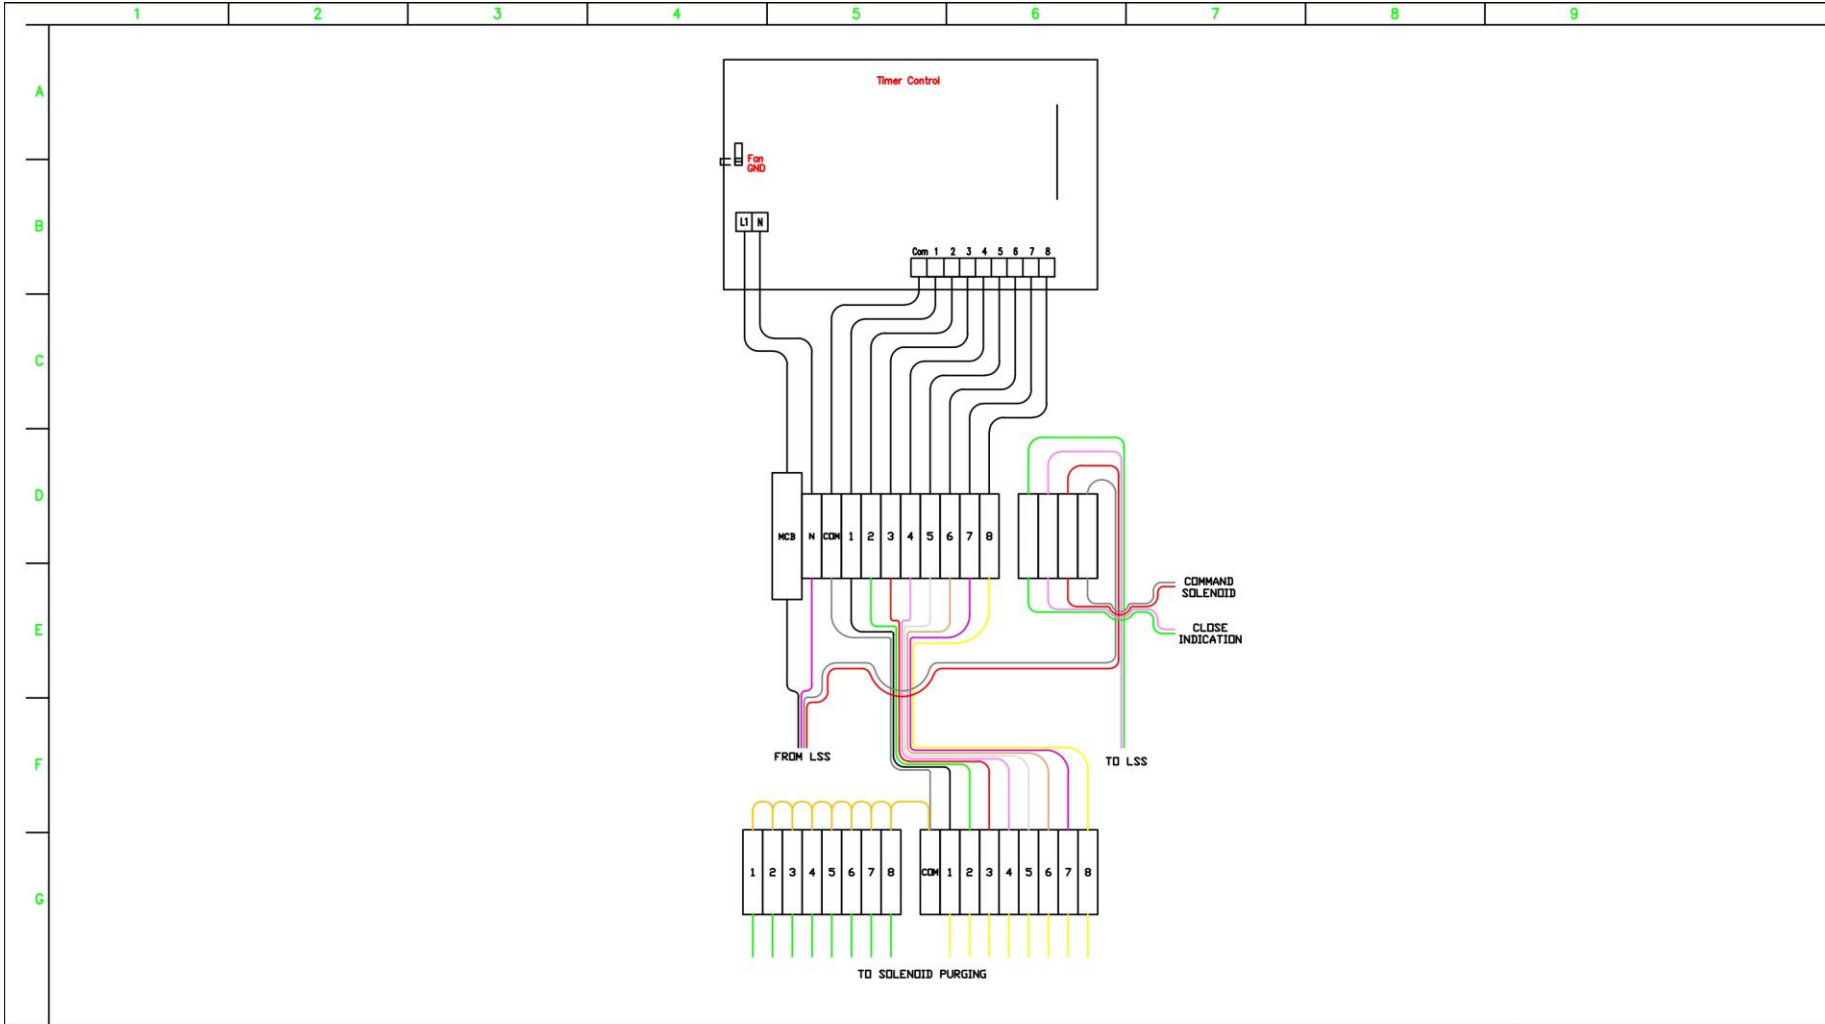 1 2 3 4 5 6 7 8 9
A
Timer Control
Fan
GND
B
L1 N
Com 1 2 3 4 5 6 7 8
C
D
MCB N COM 1 2 3 4 5 6 7 8
COMMAND
SOLENOID
E
CLOSE
INDICATION
F
FROM LSS
TO LSS
G
1 2 3 4 5 6 7 8
COM 1 2 3 4 5 6 7 8
TO SOLENOID PURGING